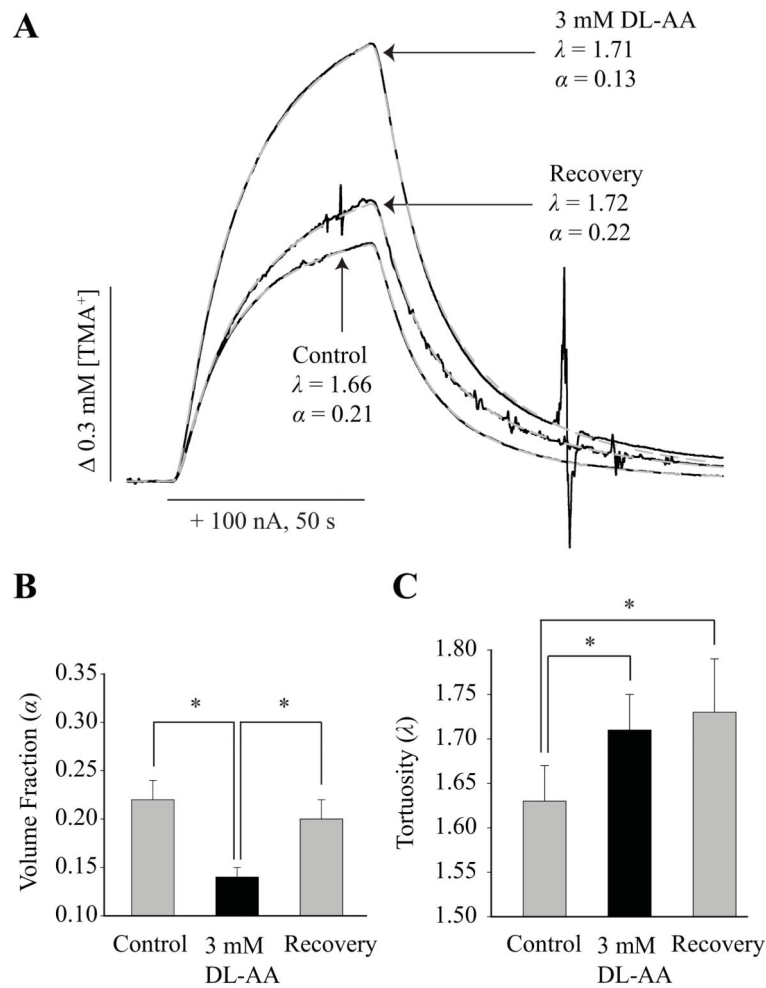 A
3 mM DL-AA
λ = 1.71
α = 0.13
Recovery
λ = 1.72
α = 0.22
Control
λ = 1.66
α = 0.21
Δ 0.3 mM [TMA⁺]
+ 100 nA, 50 s
B
Volume Fraction (α)
0.35
0.30
0.25
0.20
0.15
0.10
*
*
Control
3 mM
DL-AA
Recovery
C
Tortuosity (λ)
1.80
1.75
1.70
1.65
1.60
1.55
1.50
*
*
Control
3 mM
DL-AA
Recovery